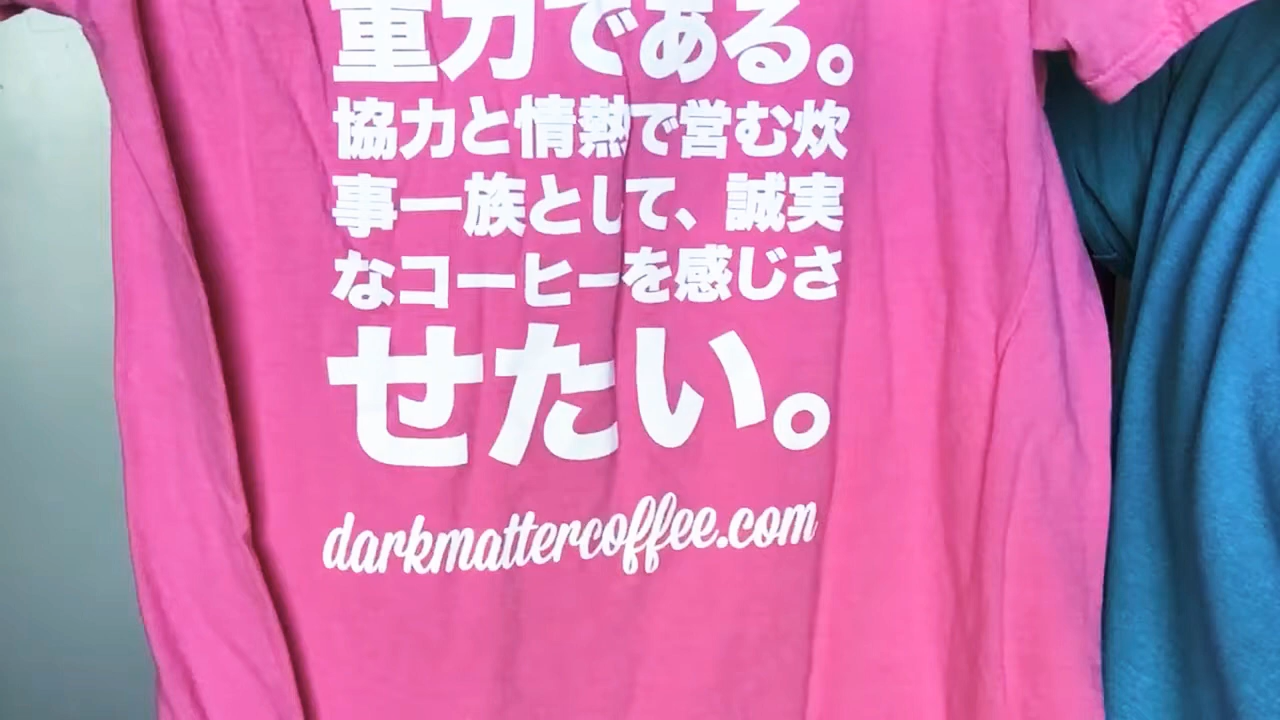 重力である。
協力と情熱で営む炊
事一族として、誠実
なコーヒーを感じさ
せたい。
darkmattercoffee.com